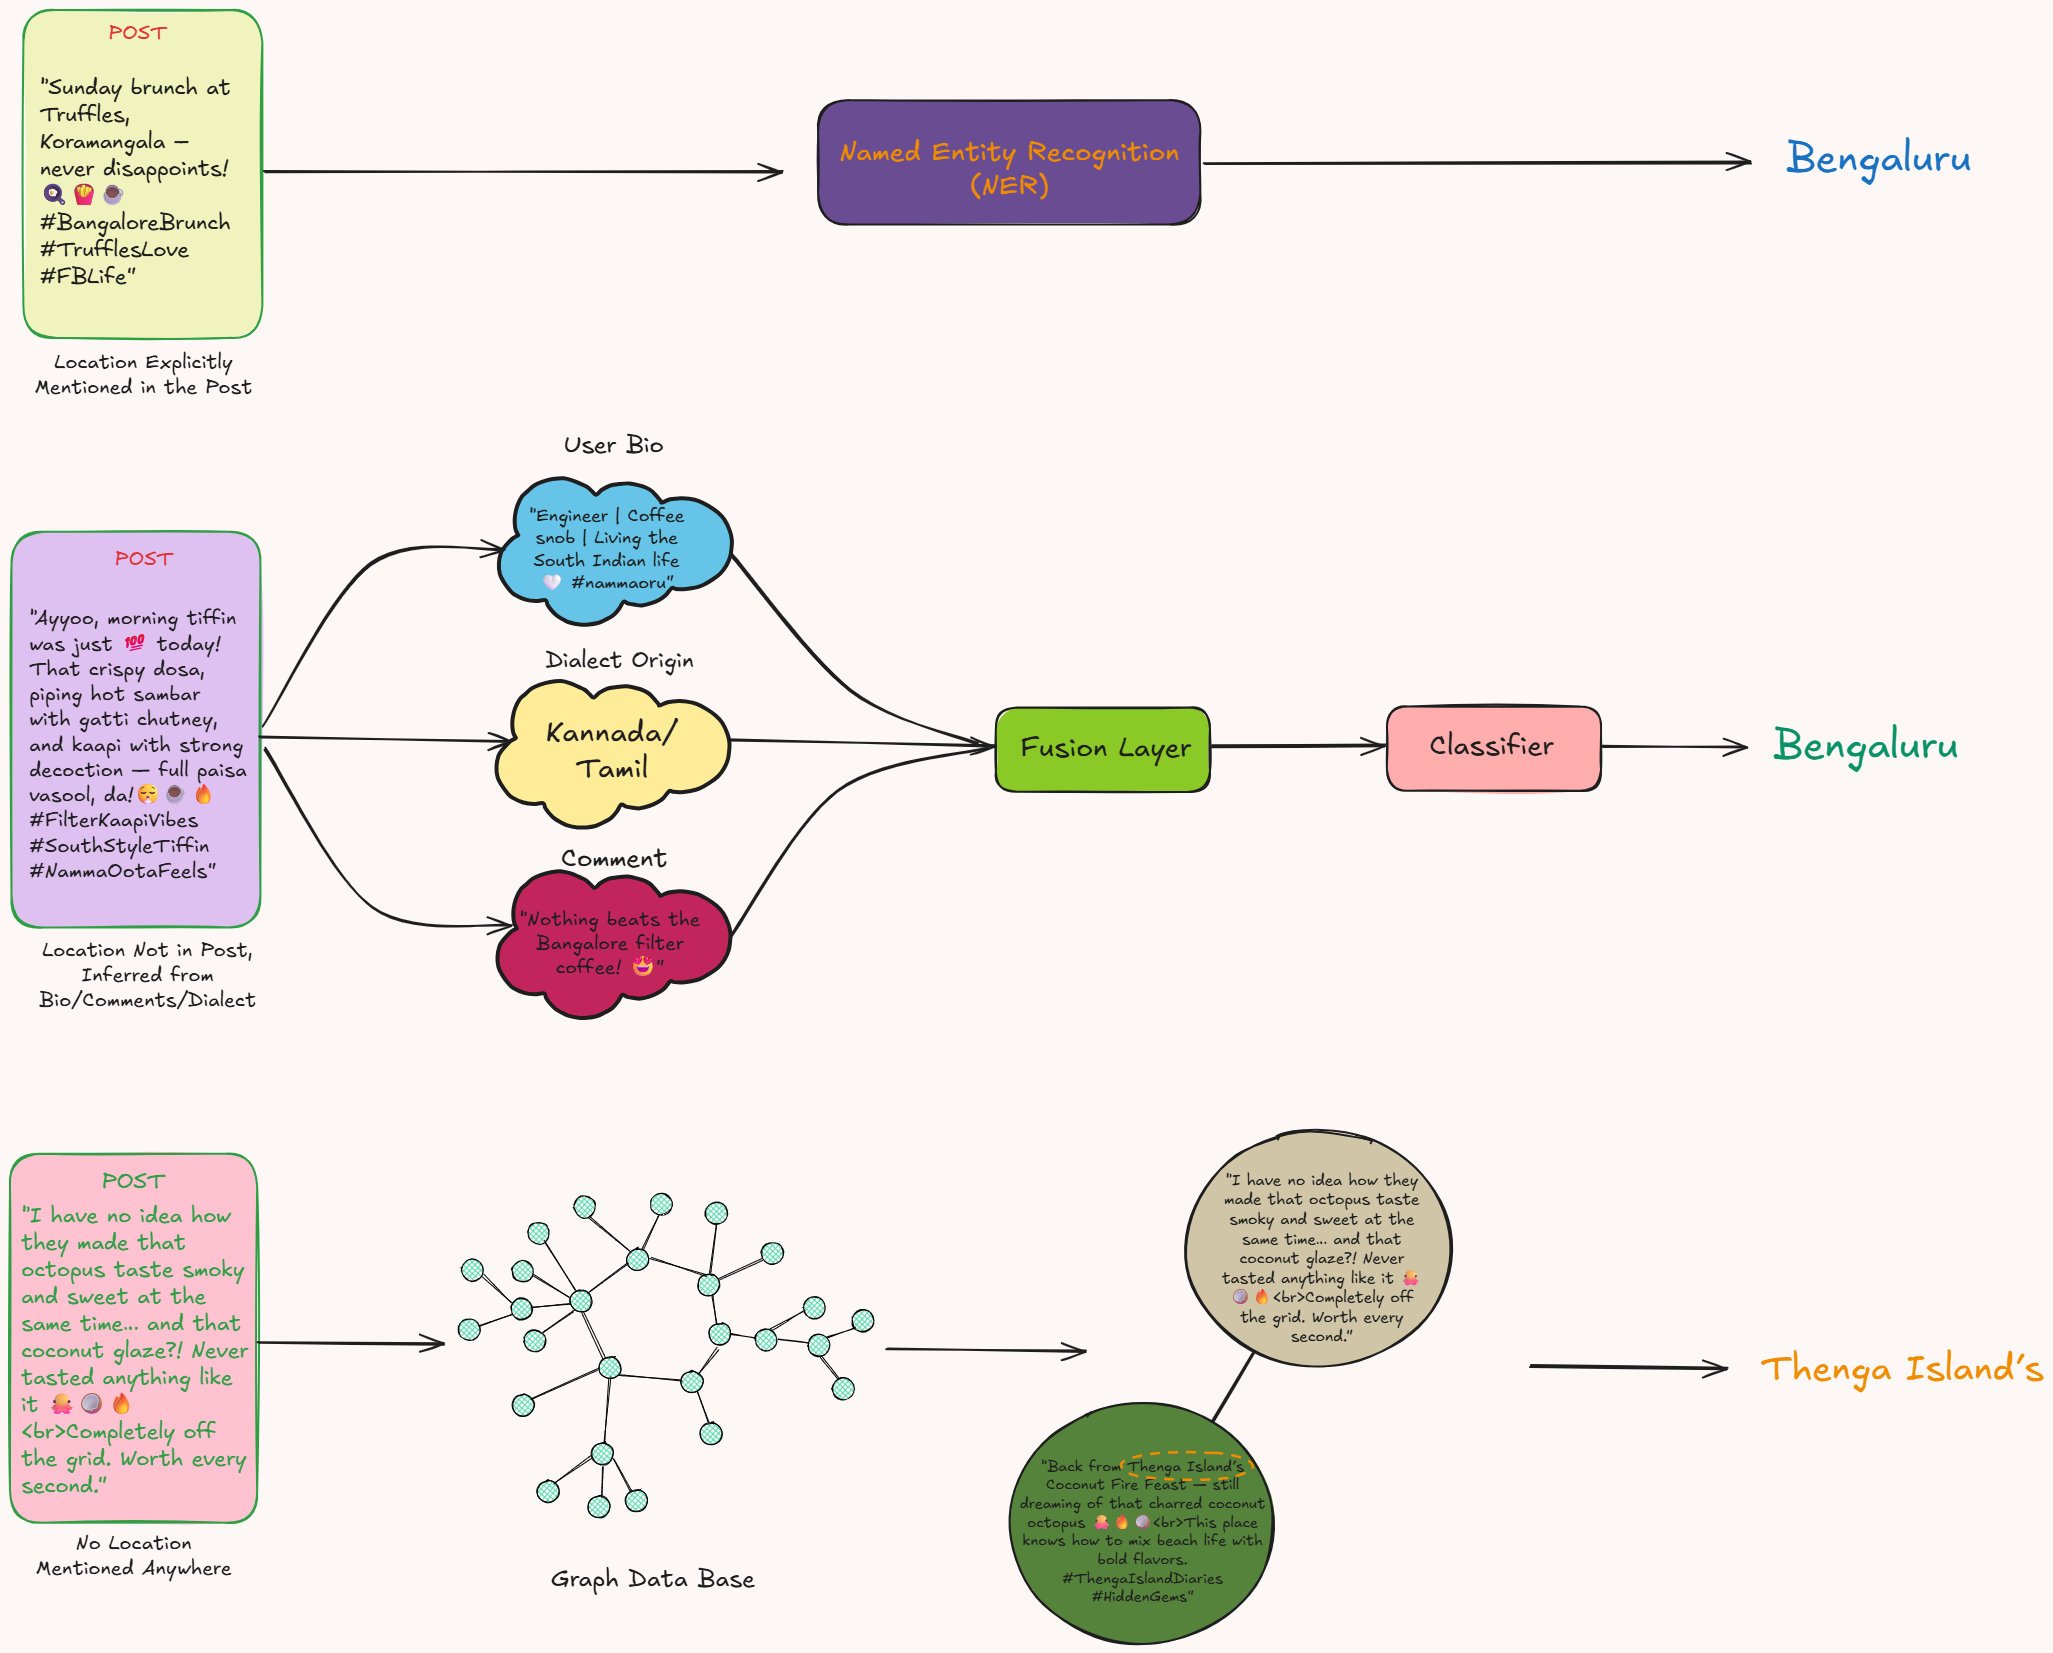 POST
"Sunday brunch at
Truffles,
Koramangala —
never disappoints!
🍳 🍟 ☕
#BangaloreBrunch
#TrufflesLove
#FBLife"
Location Explicitly
Mentioned in the Post
Named Entity Recognition
(NER)
Bengaluru
POST
"Ayyoo, morning tiffin
was just 💯 today!
That crispy dosa,
piping hot sambar
with gatti chutney,
and kaapi with strong
decoction — full paisa
vasool, da!😮‍💨 ☕ 🔥
#FilterKaapiVibes
#SouthStyleTiffin
#NammaOotaFeels"
Location Not in Post,
Inferred from
Bio/Comments/Dialect
User Bio
"Engineer | Coffee
snob | Living the
South Indian life
🤍 #nammaoru"
Dialect Origin
Kannada/
Tamil
Comment
"Nothing beats the
Bangalore filter
coffee! 🤩"
Fusion Layer
Classifier
Bengaluru
POST
"I have no idea how
they made that
octopus taste smoky
and sweet at the
same time... and that
coconut glaze?! Never
tasted anything like
it 🐙 🥥 🔥
<br>Completely off
the grid. Worth every
second."
No Location
Mentioned Anywhere
Graph Data Base
"I have no idea how they
made that octopus taste
smoky and sweet at the
same time... and that
coconut glaze?! Never
tasted anything like it 🐙
🥥 🔥<br>Completely off
the grid. Worth every
second."
"Back from Thenga Island's
Coconut Fire Feast — still
dreaming of that charred coconut
octopus 🐙 🔥 🥥<br>This place
knows how to mix beach life with
bold flavors.
#ThengaIslandDiaries
#HiddenGems"
Thenga Island's